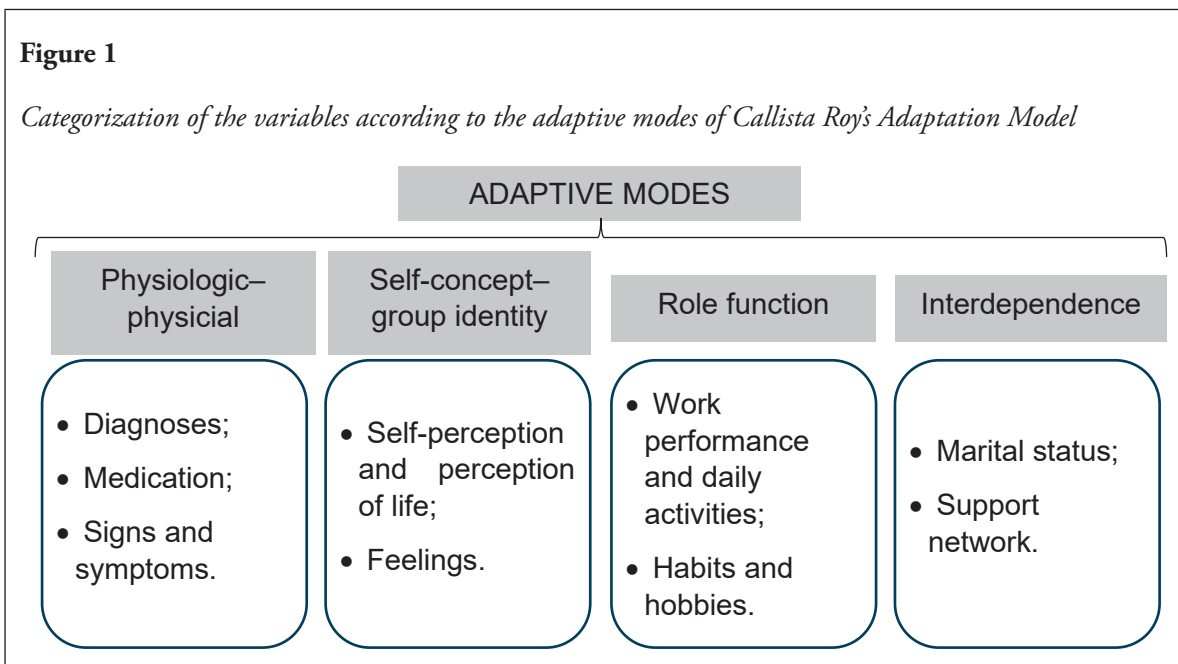 Figure 1
Categorization of the variables according to the adaptive modes of Callista Roy's Adaptation Model
ADAPTIVE MODES
Physiologic–
physicial
Self-concept–
group identity
Role function
Interdependence
• Diagnoses;
• Medication;
• Signs and
symptoms.
• Self-perception
and perception
of life;
• Feelings.
• Work
performance
and daily
activities;
• Habits and
hobbies.
• Marital status;
• Support
network.